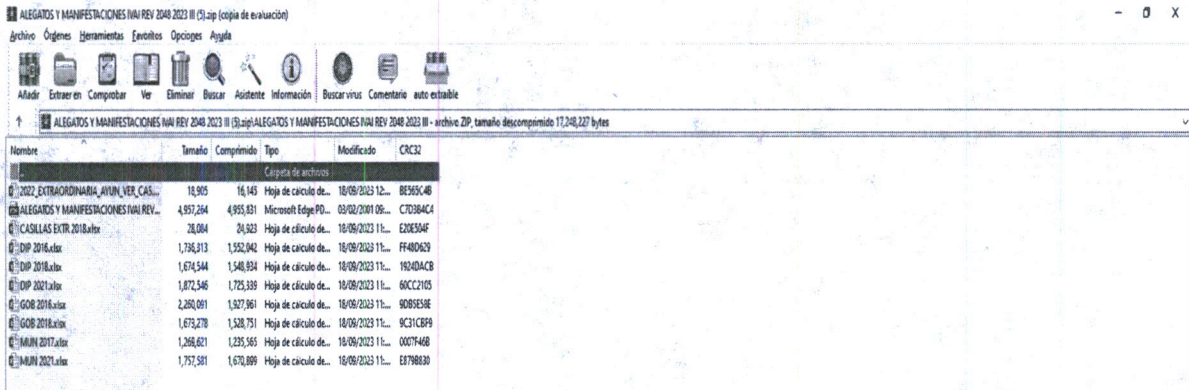 ALEGATOS Y MANIFESTACIONES IVAI REV 2048 2023 III (5).zip (copia de evaluación)
Archivo Órdenes Herramientas Favoritos Opciones Ayuda
Añadir Extraer en Comprobar Ver Eliminar Buscar Asistente Información Buscar virus Comentario auto extraible
ALEGATOS Y MANIFESTACIONES IVAI REV 2048 2023 III (5).zip\ALEGATOS Y MANIFESTACIONES IVAI REV 2048 2023 III - archivo ZIP, tamaño descomprimido 17,248,227 bytes
Nombre Tamaño Comprimido Tipo Modificado CRC32
.. Carpeta de archivos
2022_EXTRAORDINARIA_AYUN_VER_CAS... 18,905 16,145 Hoja de cálculo de... 18/09/2023 12:... BE565C4B
ALEGATOS Y MANIFESTACIONES IVAI REV... 4,957,264 4,955,831 Microsoft Edge PD... 03/02/2001 09:... C7D384C4
CASILLAS EXTR 2018.xlsx 28,084 24,923 Hoja de cálculo de... 18/09/2023 11:... E20E504F
DIP 2016.xlsx 1,736,313 1,552,042 Hoja de cálculo de... 18/09/2023 11:... FF48D629
DIP 2018.xlsx 1,674,544 1,548,934 Hoja de cálculo de... 18/09/2023 11:... 1924DACB
DIP 2021.xlsx 1,872,546 1,725,339 Hoja de cálculo de... 18/09/2023 11:... 60CC2105
GOB 2016.xlsx 2,260,091 1,927,961 Hoja de cálculo de... 18/09/2023 11:... 9DB5E58E
GOB 2018.xlsx 1,673,278 1,528,751 Hoja de cálculo de... 18/09/2023 11:... 9C31CBF9
MUN 2017.xlsx 1,269,621 1,235,565 Hoja de cálculo de... 18/09/2023 11:... 0007F46B
MUN 2021.xlsx 1,757,581 1,670,899 Hoja de cálculo de... 18/09/2023 11:... E879B830